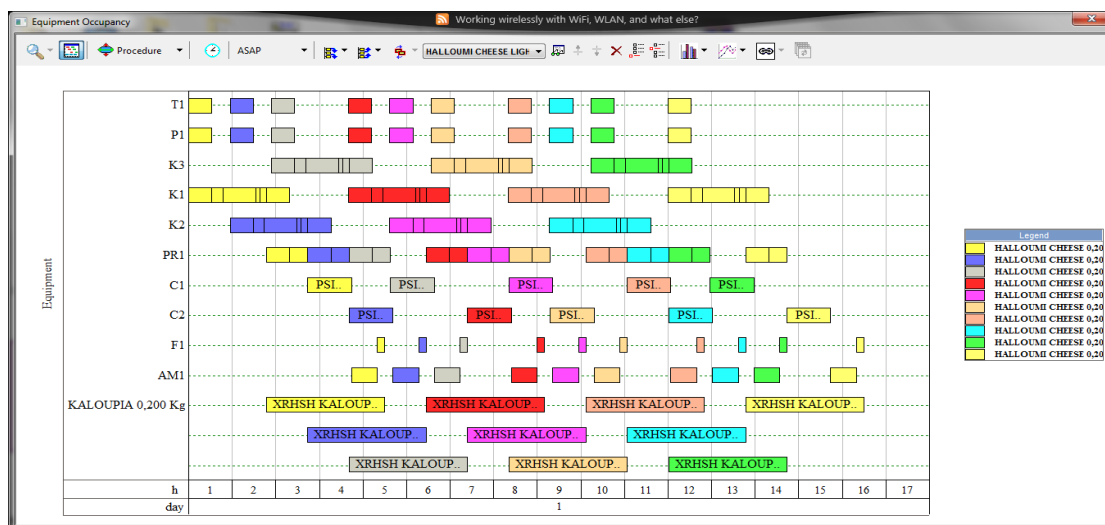 Equipment Occupancy
Working wirelessly with WiFi, WLAN, and what else?
Procedure
ASAP
HALLOUMI CHEESE LIGH
T1
P1
K3
K1
K2
PR1
C1
PSI.. PSI.. PSI.. PSI.. PSI..
C2
PSI.. PSI.. PSI.. PSI.. PSI..
F1
AM1
KALOUPIA 0,200 Kg
XRHSH KALOUP.. XRHSH KALOUP.. XRHSH KALOUP.. XRHSH KALOUP..
XRHSH KALOUP.. XRHSH KALOUP.. XRHSH KALOUP..
XRHSH KALOUP.. XRHSH KALOUP.. XRHSH KALOUP..
Equipment
h 1 2 3 4 5 6 7 8 9 10 11 12 13 14 15 16 17
day 1
Legend
HALLOUMI CHEESE 0,20
HALLOUMI CHEESE 0,20
HALLOUMI CHEESE 0,20
HALLOUMI CHEESE 0,20
HALLOUMI CHEESE 0,20
HALLOUMI CHEESE 0,20
HALLOUMI CHEESE 0,20
HALLOUMI CHEESE 0,20
HALLOUMI CHEESE 0,20
HALLOUMI CHEESE 0,20